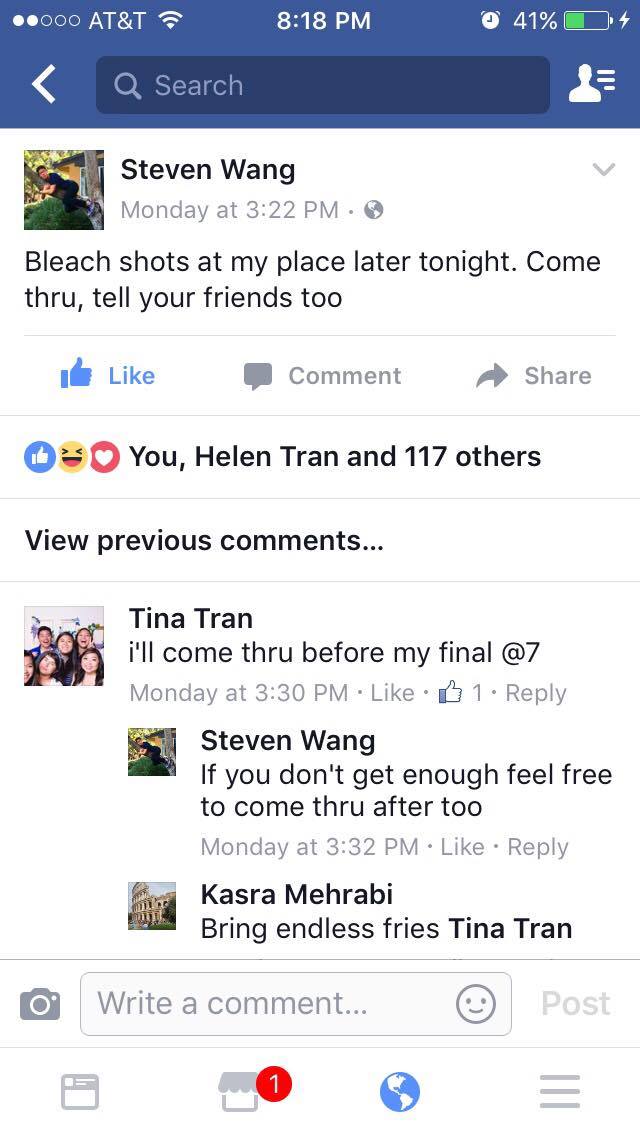 AT&T 8:18 PM 41%
Search
Steven Wang
Monday at 3:22 PM ·
Bleach shots at my place later tonight. Come
thru, tell your friends too
Like Comment Share
You, Helen Tran and 117 others
View previous comments...
Tina Tran
i'll come thru before my final @7
Monday at 3:30 PM · Like · 1 · Reply
Steven Wang
If you don't get enough feel free
to come thru after too
Monday at 3:32 PM · Like · Reply
Kasra Mehrabi
Bring endless fries Tina Tran
Write a comment... Post
1